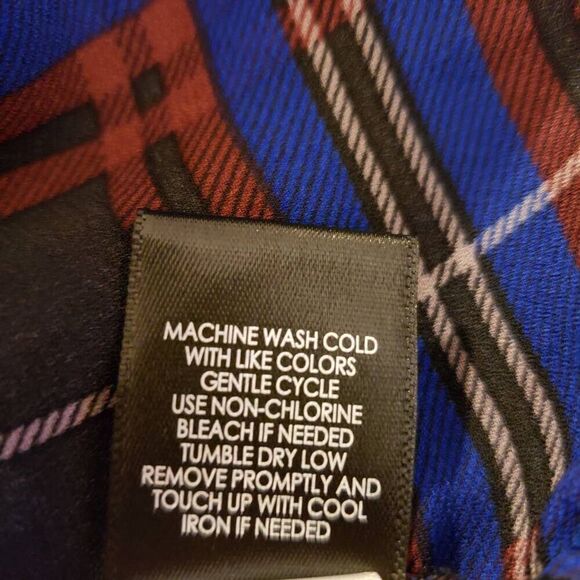 MACHINE WASH COLD
WITH LIKE COLORS
GENTLE CYCLE
USE NON-CHLORINE
BLEACH IF NEEDED
TUMBLE DRY LOW
REMOVE PROMPTLY AND
TOUCH UP WITH COOL
IRON IF NEEDED